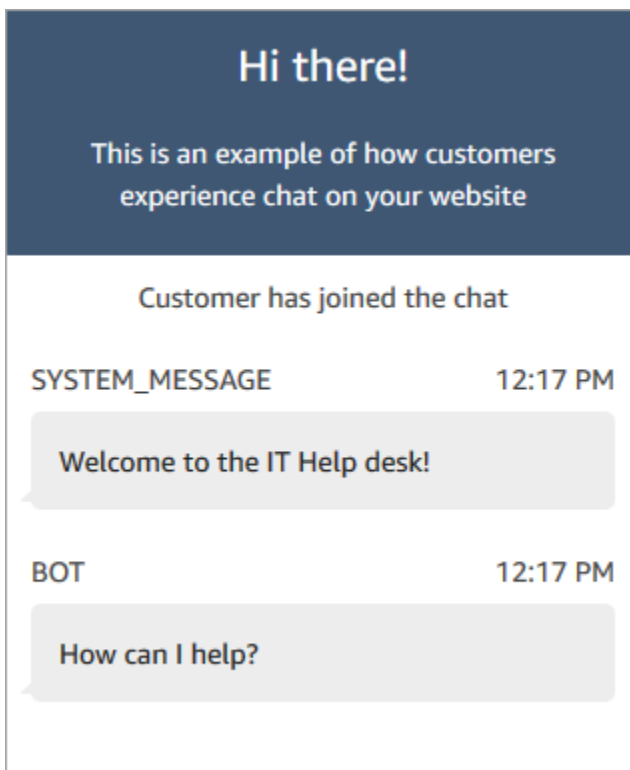 Hi there!
This is an example of how customers
experience chat on your website
Customer has joined the chat
SYSTEM_MESSAGE 12:17 PM
Welcome to the IT Help desk!
BOT 12:17 PM
How can I help?